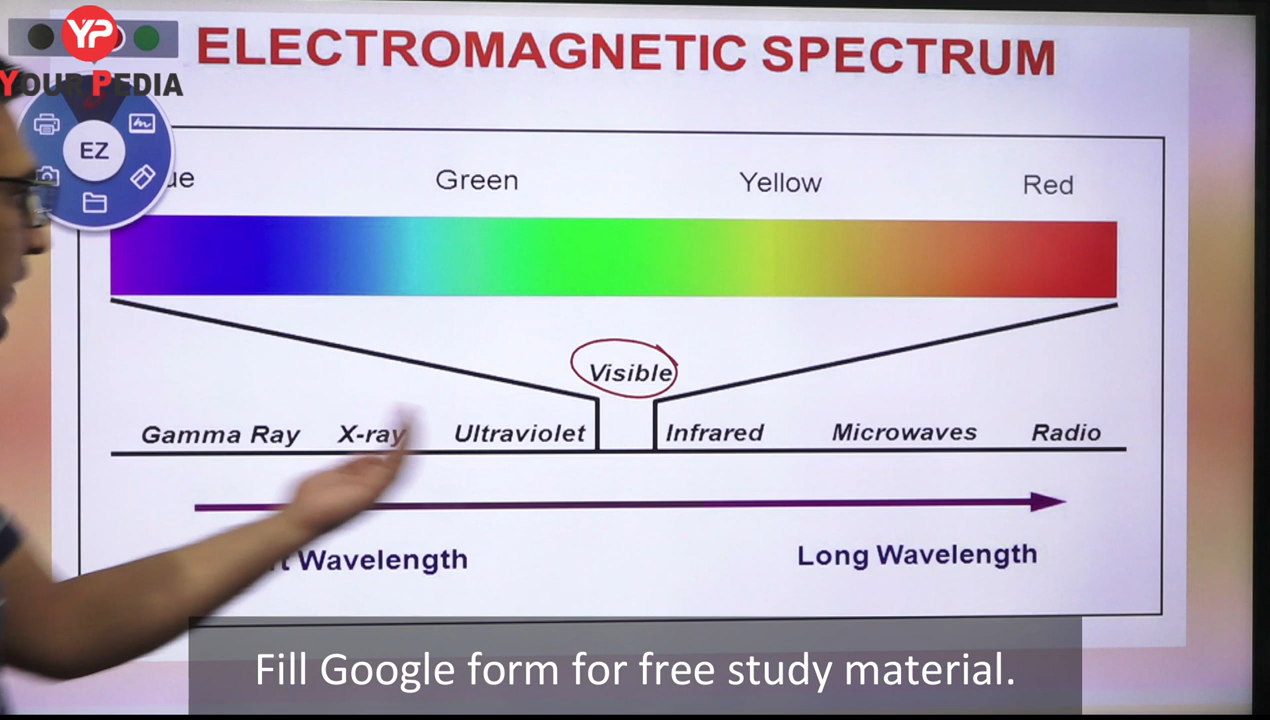 YP
YOUR PEDIA
ELECTROMAGNETIC SPECTRUM
EZ
Green Yellow Red
Visible
Gamma Ray X-ray Ultraviolet Infrared Microwaves Radio
Wavelength Long Wavelength
Fill Google form for free study material.